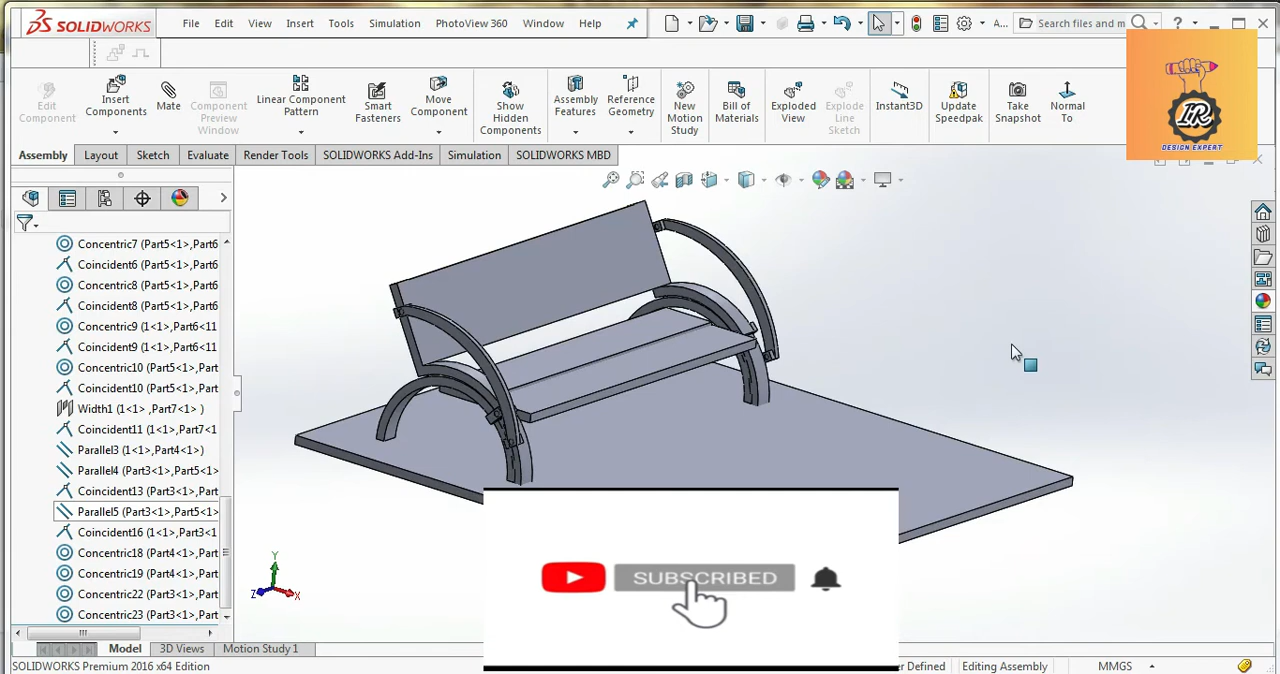 SOLIDWORKS File Edit View Insert Tools Simulation PhotoView 360 Window Help A... Search files and m ?
Edit Component
Insert Components
Mate
Component Preview Window
Linear Component Pattern
Smart Fasteners
Move Component
Show Hidden Components
Assembly Features
Reference Geometry
New Motion Study
Bill of Materials
Exploded View
Explode Line Sketch
Instant3D
Update Speedpak
Take Snapshot
Normal To
IR
DESIGN EXPERT
Assembly Layout Sketch Evaluate Render Tools SOLIDWORKS Add-Ins Simulation SOLIDWORKS MBD
Concentric7 (Part5<1>,Part6
Coincident6 (Part5<1>,Part6
Concentric8 (Part5<1>,Part6
Coincident8 (Part5<1>,Part6
Concentric9 (1<1>,Part6<11
Coincident9 (1<1>,Part6<11
Concentric10 (Part5<1>,Part6
Coincident10 (Part5<1>,Part6
Width1 (1<1> ,Part7<1> )
Coincident11 (1<1>,Part7<1
Parallel3 (1<1>,Part4<1>)
Parallel4 (Part3<1>,Part5<1>
Coincident13 (Part3<1>,Part
Parallel5 (Part3<1>,Part5<1>
Coincident16 (1<1>,Part3<1
Concentric18 (Part4<1>,Part
Concentric19 (Part4<1>,Part
Concentric22 (Part3<1>,Part
Concentric23 (Part3<1>,Part
Y
Z X
SUBSCRIBED
Model 3D Views Motion Study 1
SOLIDWORKS Premium 2016 x64 Edition er Defined Editing Assembly MMGS